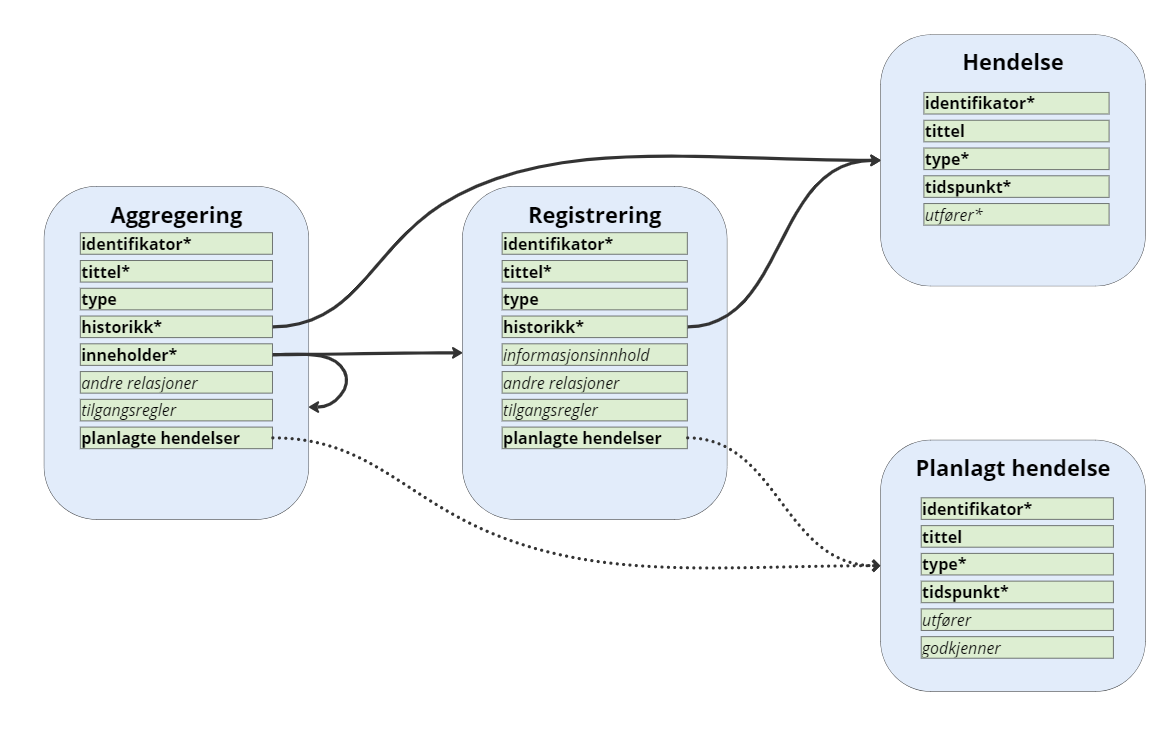 Hendelse
identifikator*
tittel
type*
tidspunkt*
utfører*
Aggregering
identifikator*
tittel*
type
historikk*
inneholder*
andre relasjoner
tilgangsregler
planlagte hendelser
Registrering
identifikator*
tittel*
type
historikk*
informasjonsinnhold
andre relasjoner
tilgangsregler
planlagte hendelser
Planlagt hendelse
identifikator*
tittel
type*
tidspunkt*
utfører
godkjenner